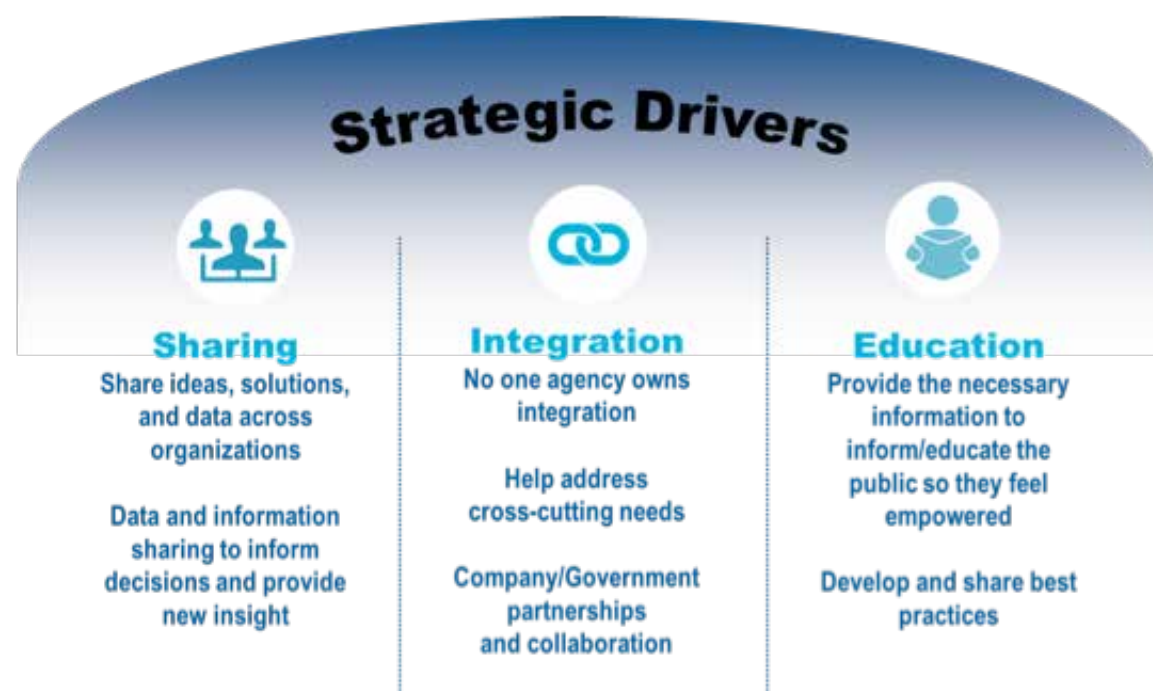 Strategic Drivers
Sharing
Share ideas, solutions,
and data across
organizations
Data and information
sharing to inform
decisions and provide
new insight
Integration
No one agency owns
integration
Help address
cross-cutting needs
Company/Government
partnerships
and collaboration
Education
Provide the necessary
information to
inform/educate the
public so they feel
empowered
Develop and share best
practices